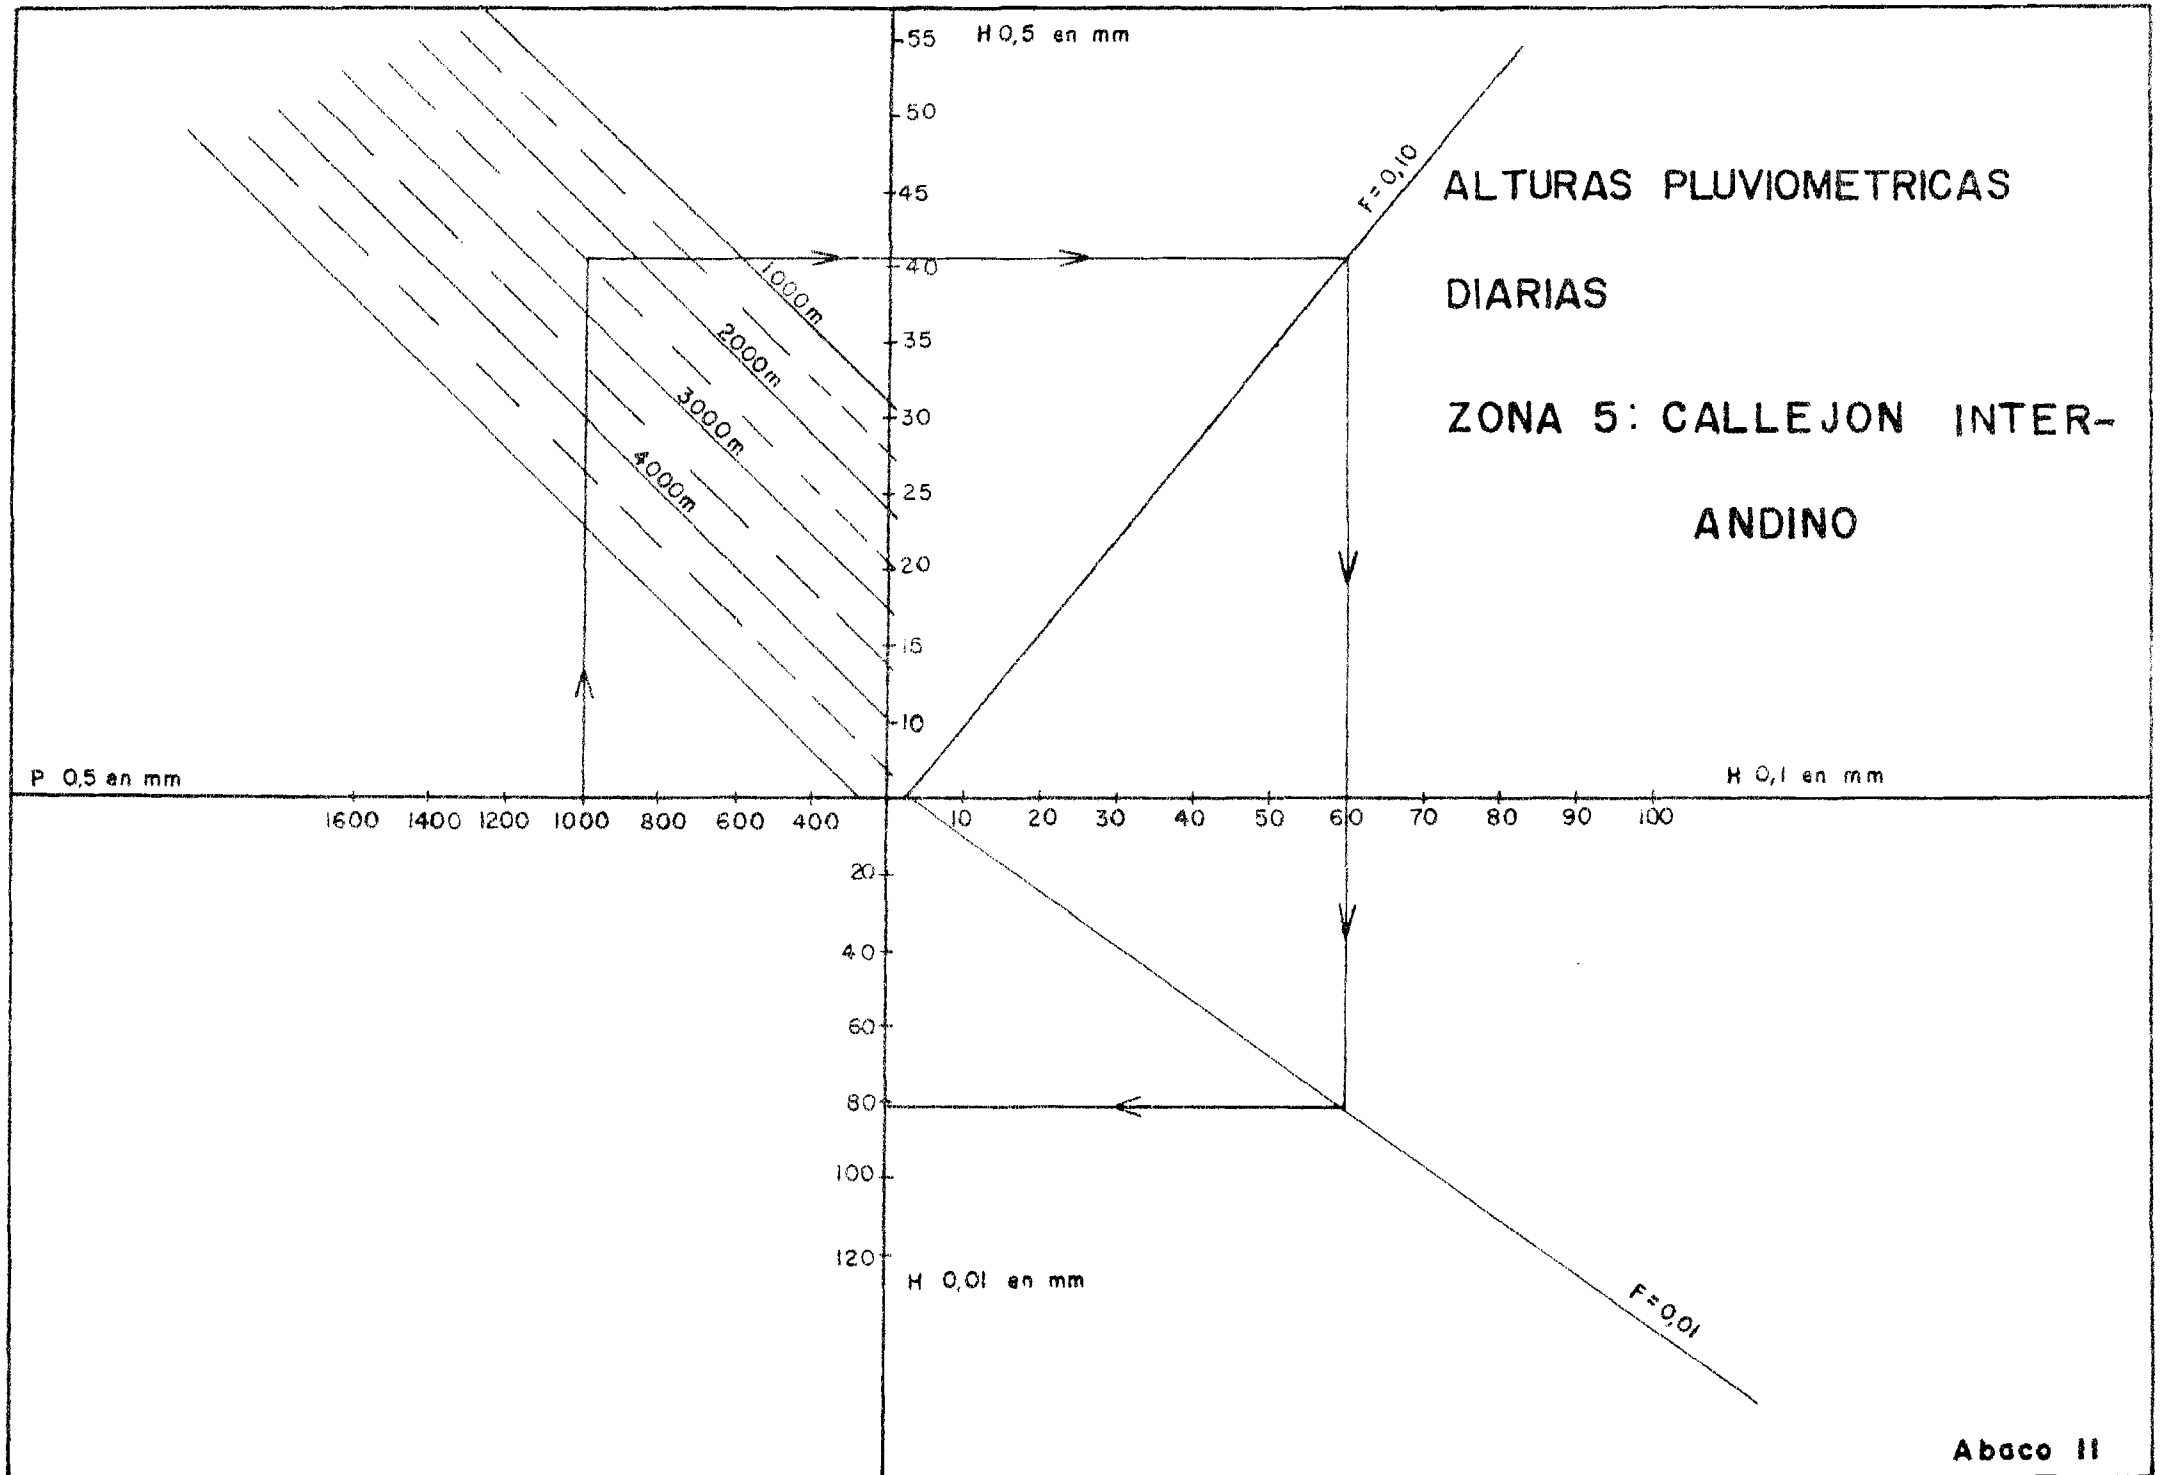 H 0,5 en mm
55
50
45
40
35
30
25
20
15
10
F = 0,10
ALTURAS PLUVIOMETRICAS
DIARIAS
ZONA 5: CALLEJON INTER-
ANDINO
1000m
2000m
3000m
4000m
P 0,5 en mm
H 0,1 en mm
1600 1400 1200 1000 800 600 400
10 20 30 40 50 60 70 80 90 100
20
40
60
80
100
120
H 0,01 en mm
F = 0,01
Abaco 11